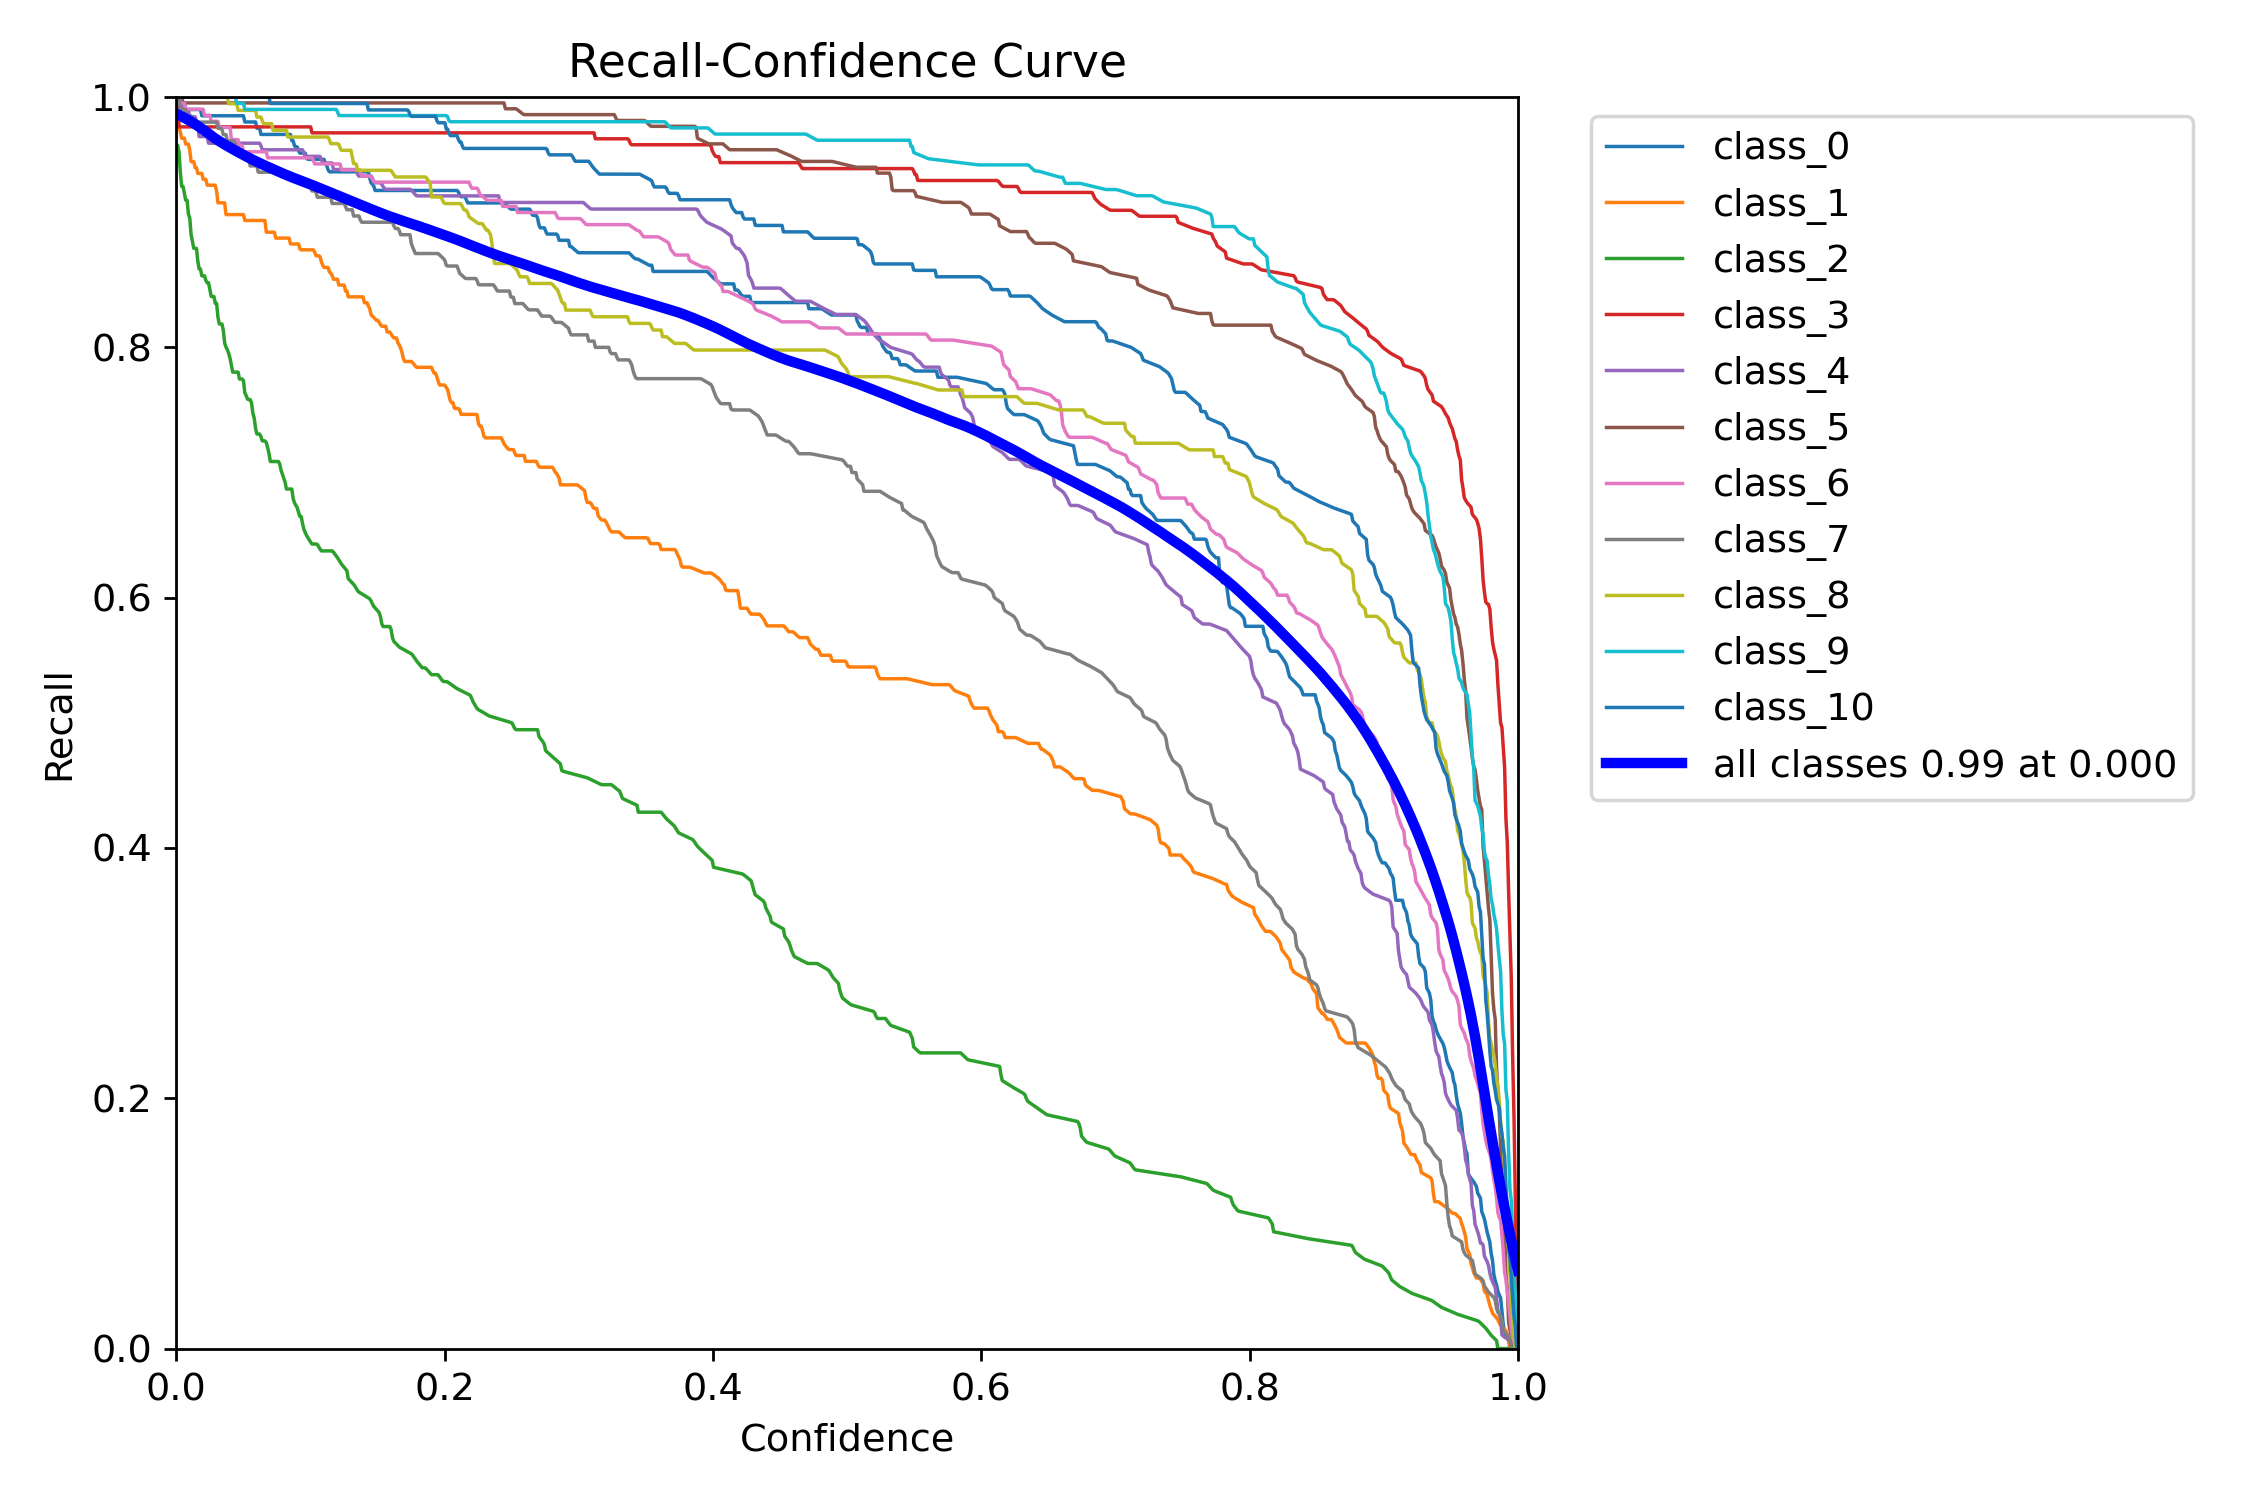 Recall-Confidence Curve
1.0
0.8
0.6
0.4
0.2
0.0
Recall
0.0 0.2 0.4 0.6 0.8 1.0
Confidence
class_0
class_1
class_2
class_3
class_4
class_5
class_6
class_7
class_8
class_9
class_10
all classes 0.99 at 0.000